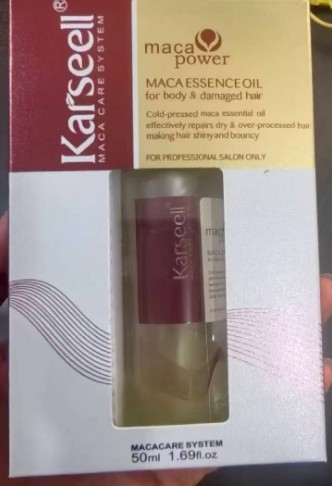 Karseell®
MACA CARE SYSTEM
maca
power
MACA ESSENCE OIL
for body & damaged hair
Cold-pressed maca essential oil
effectively repairs dry & over-processed hair
making hair shiny and bouncy
FOR PROFESSIONAL SALON ONLY
Karseell
maca
MACACARE SYSTEM
50ml 1.69fl.oz